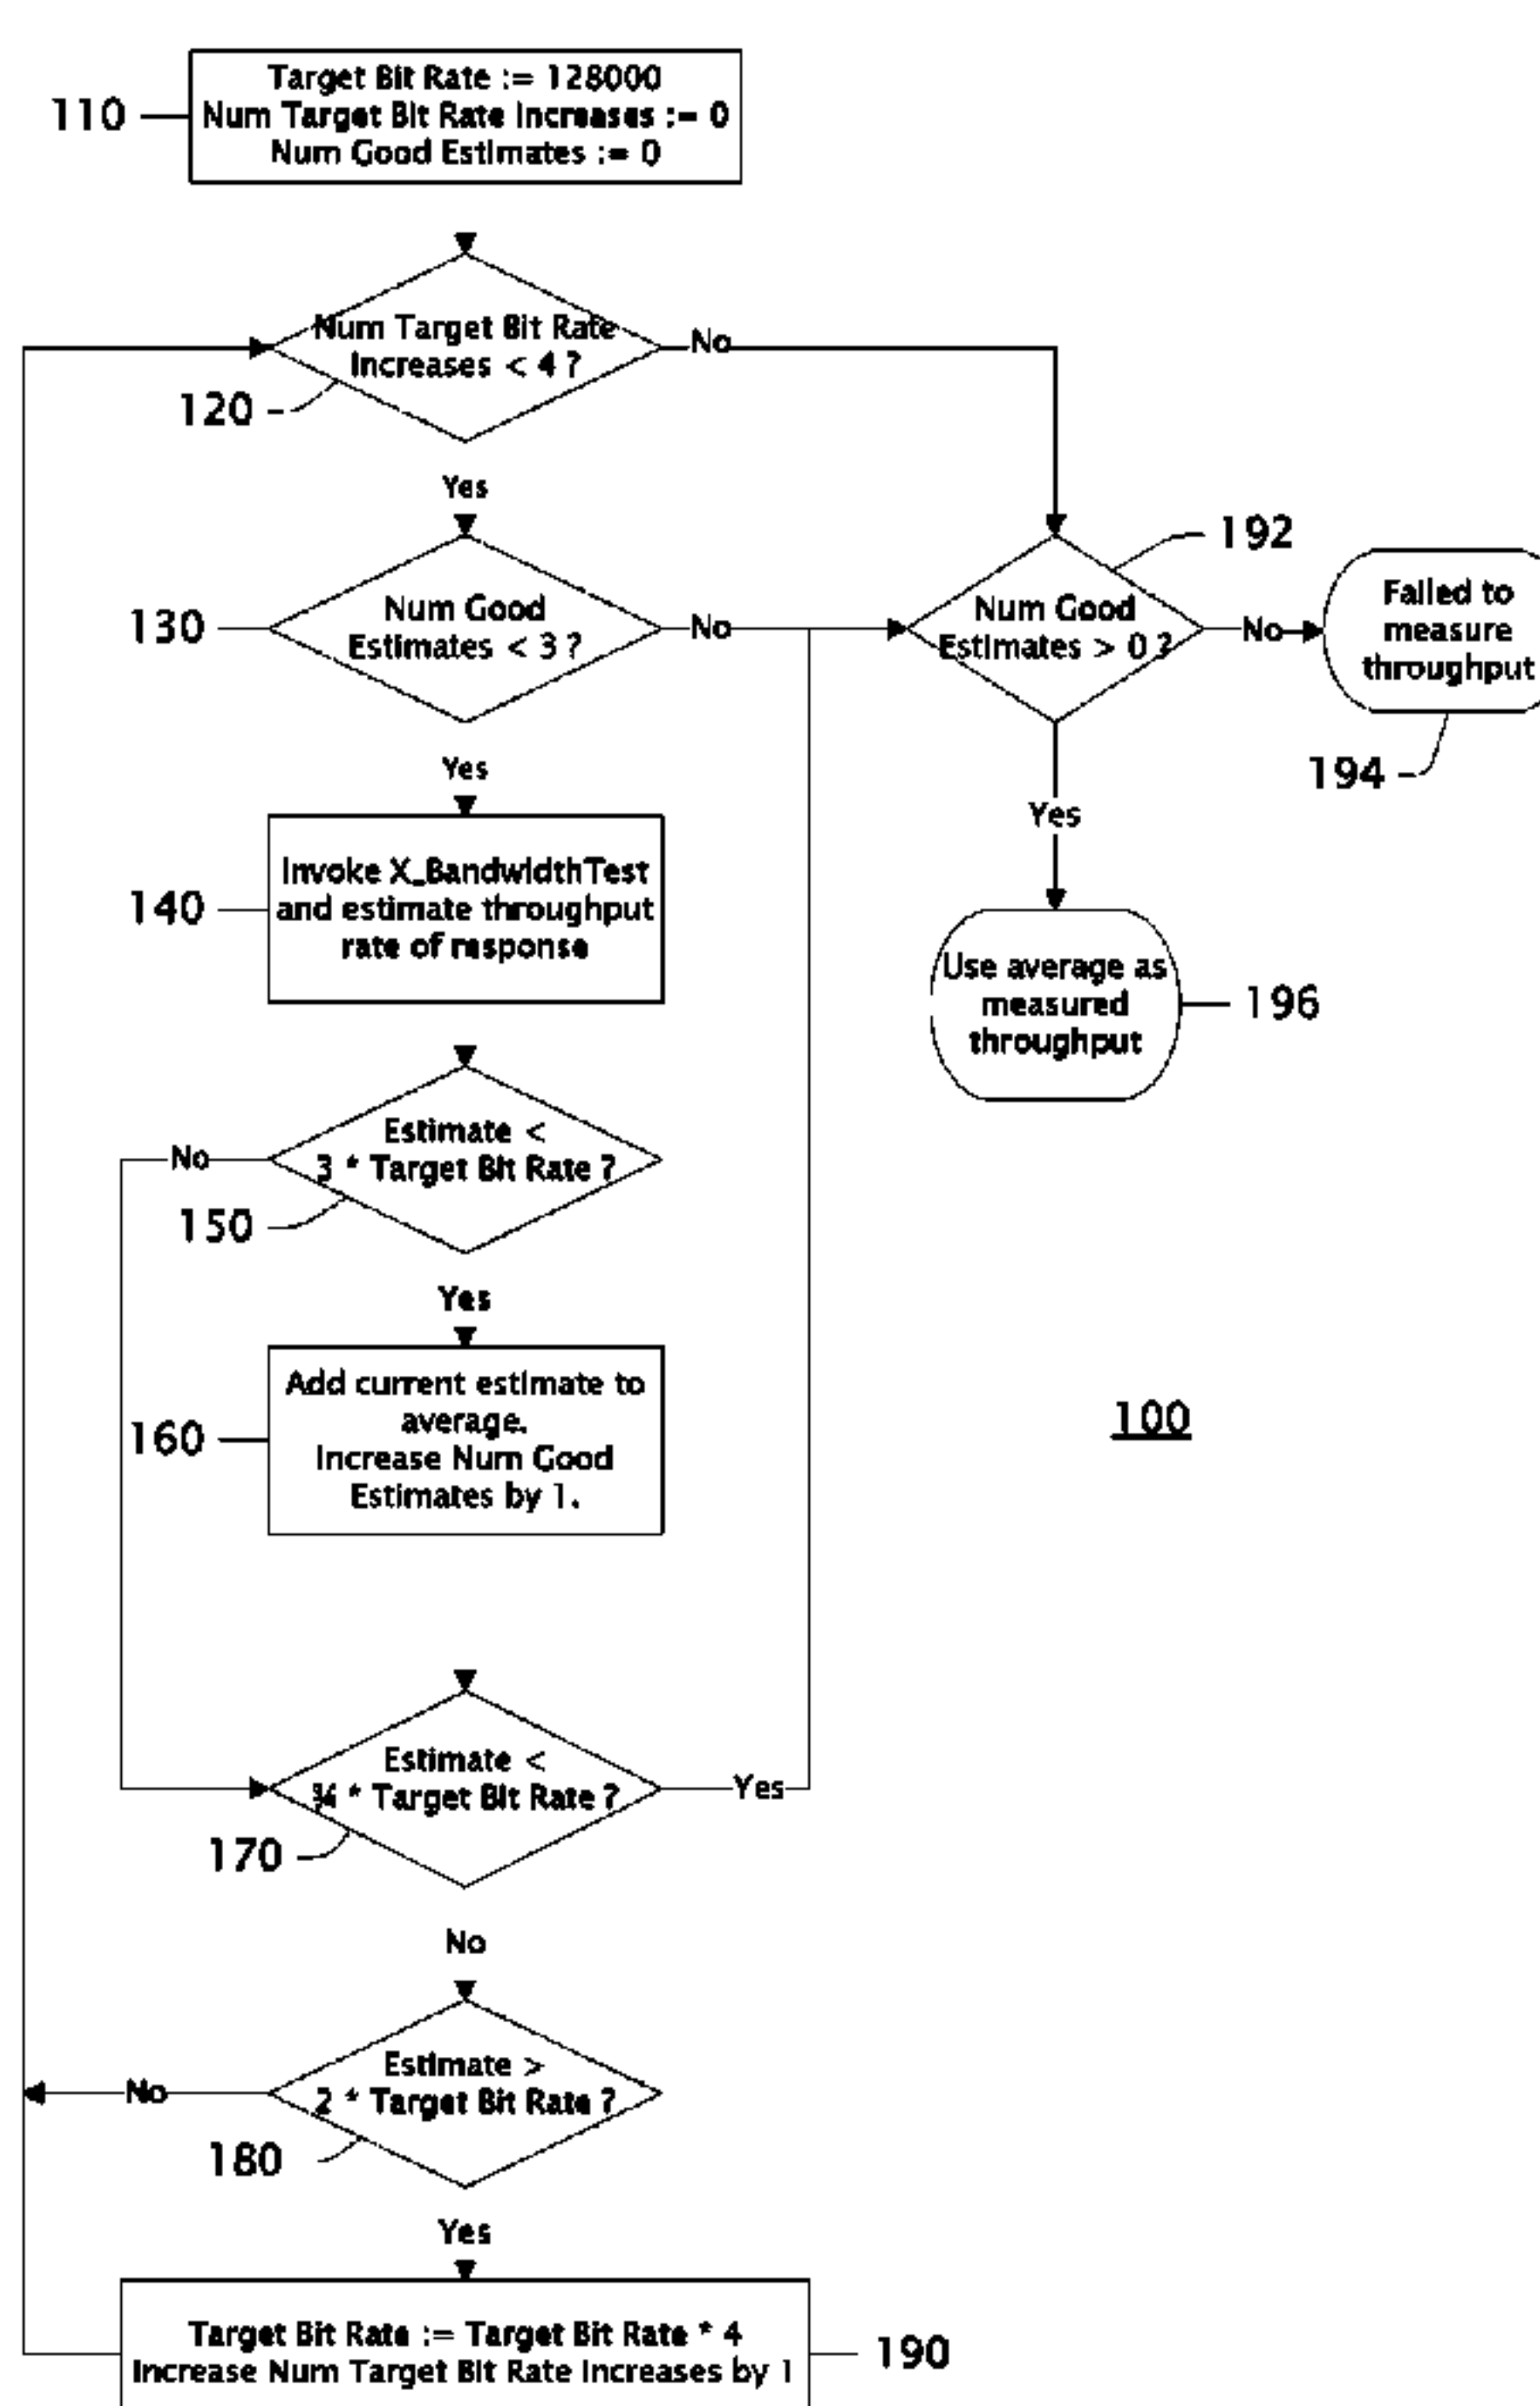 Target Bit Rate := 128000
Num Target Bit Rate Increases := 0
Num Good Estimates := 0
110
Num Target Bit Rate
Increases < 4 ?
No
120
Yes
192
Num Good
Estimates < 3 ?
130
No
Num Good
Estimates > 0 ?
No
Failed to
measure
throughput
194
Yes
Yes
Invoke X_BandwidthTest
and estimate throughput
rate of response
140
Use average as
measured
throughput
196
Estimate <
3 * Target Bit Rate ?
No
150
Yes
Add current estimate to
average.
Increase Num Good
Estimates by 1.
160
100
Estimate <
¾ * Target Bit Rate ?
Yes
170
No
Estimate >
2 * Target Bit Rate ?
No
180
Yes
Target Bit Rate := Target Bit Rate * 4
Increase Num Target Bit Rate Increases by 1
190